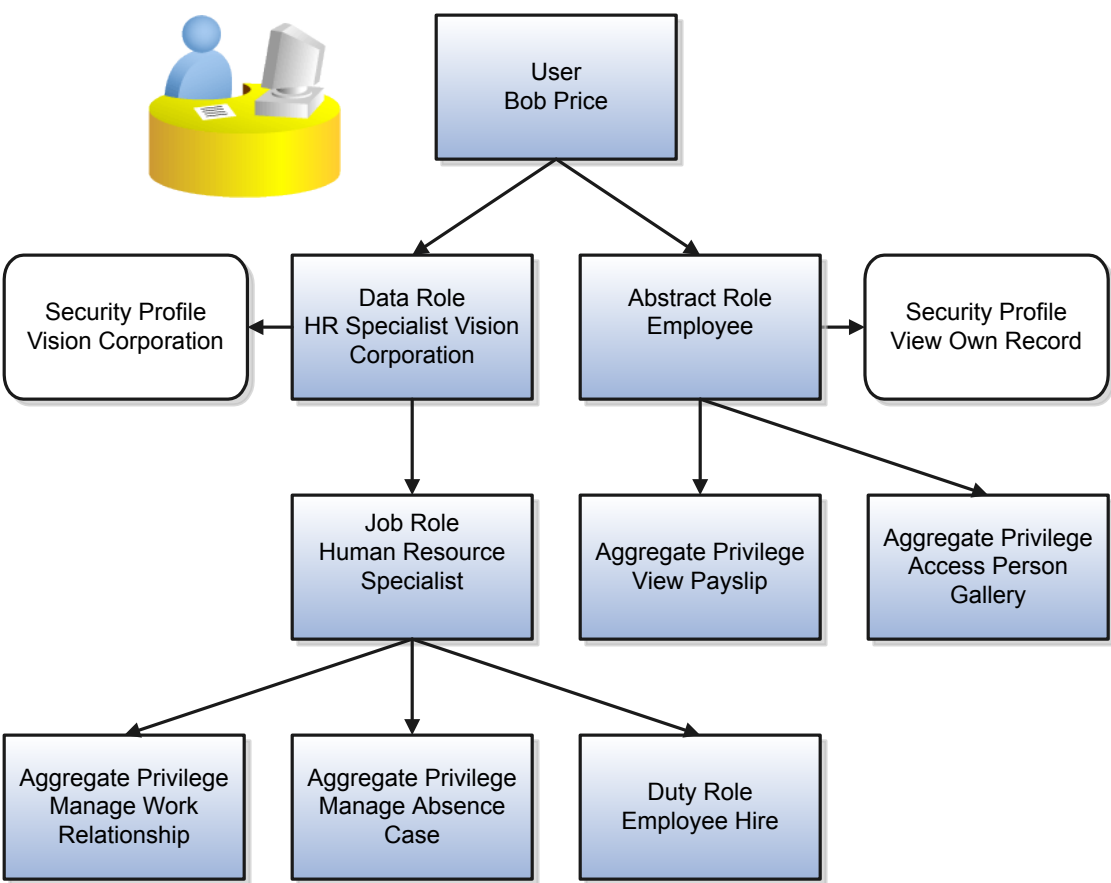 User
Bob Price
Security Profile
Vision Corporation
Data Role
HR Specialist Vision
Corporation
Abstract Role
Employee
Security Profile
View Own Record
Job Role
Human Resource
Specialist
Aggregate Privilege
View Payslip
Aggregate Privilege
Access Person
Gallery
Aggregate Privilege
Manage Work
Relationship
Aggregate Privilege
Manage Absence
Case
Duty Role
Employee Hire